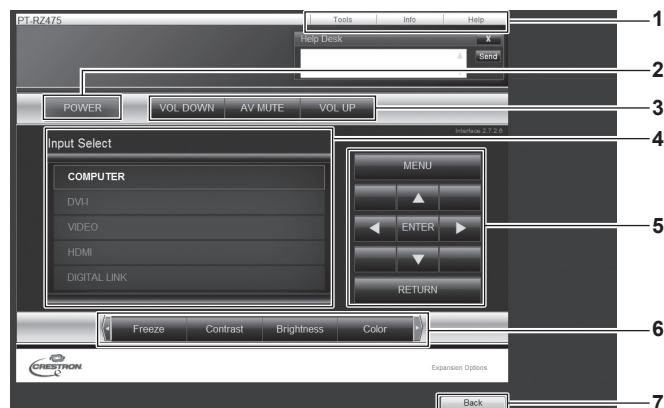 PT-RZ475
Tools Info Help
1
Help Desk X
Send
2
POWER VOL DOWN AV MUTE VOL UP
3
Interface 2.7.2.6
4
Input Select
COMPUTER
DVI-I
VIDEO
HDMI
DIGITAL LINK
MENU
ENTER
5
RETURN
Freeze Contrast Brightness Color
6
CRESTRON
Expansion Options
Back
7